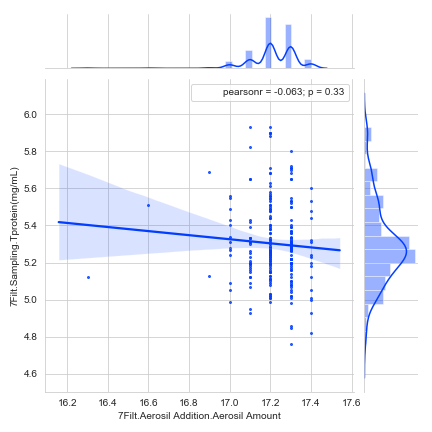 pearsonr = -0.063; p = 0.33
6.0
5.8
5.6
5.4
5.2
5.0
4.8
4.6
7Filt.Sampling.Tprotein(mg/mL)
16.2 16.4 16.6 16.8 17.0 17.2 17.4 17.6
7Filt.Aerosil Addition.Aerosil Amount